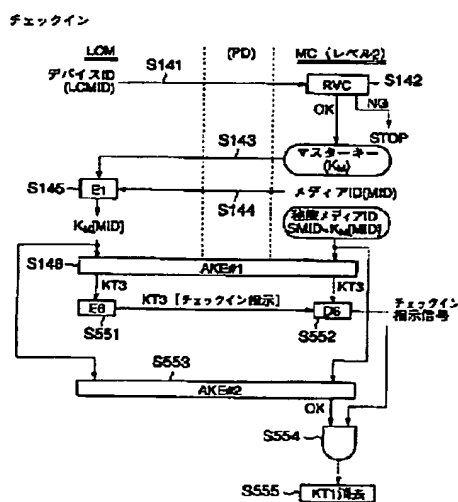 チェックイン
LCM (PD) MC (レベル2)
デバイスID
(LCMID)
S141
RVC
S142
OK
NG
STOP
S143
マスターキー
(KM)
S145
E1
メディアID[MID]
S144
KM[MID]
秘匿メディアID
SMID=KM[MID]
S148
AKE#1
KT3
KT3
E6
KT3 [チェックイン指示]
D6
チェックイン
指示信号
S551
S552
S553
AKE#2
OK
S554
S555
KT1消去